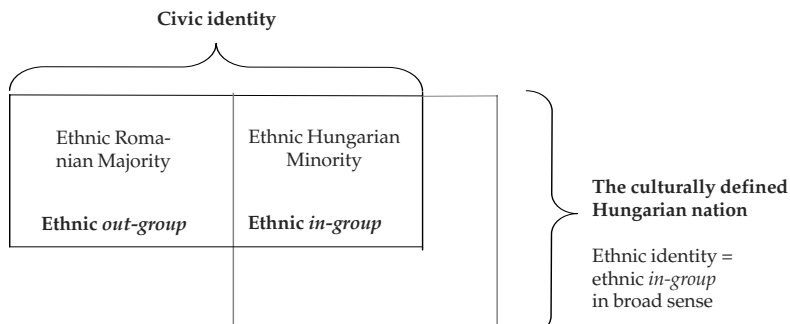 Civic identity
Ethnic Roma-
nian Majority
Ethnic out-group
Ethnic Hungarian
Minority
Ethnic in-group
The culturally defined
Hungarian nation
Ethnic identity =
ethnic in-group
in broad sense